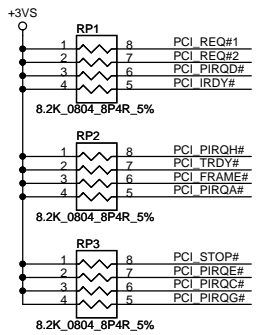 +3VS
RP1
1 8 PCI_REQ#1
2 7 PCI_REQ#2
3 6 PCI_PIRQD#
4 5 PCI_IRDY#
8.2K_0804_8P4R_5%
RP2
1 8 PCI_PIRQH#
2 7 PCI_TRDY#
3 6 PCI_FRAME#
4 5 PCI_PIRQA#
8.2K_0804_8P4R_5%
RP3
1 8 PCI_STOP#
2 7 PCI_PIRQE#
3 6 PCI_PIRQC#
4 5 PCI_PIRQG#
8.2K_0804_8P4R_5%